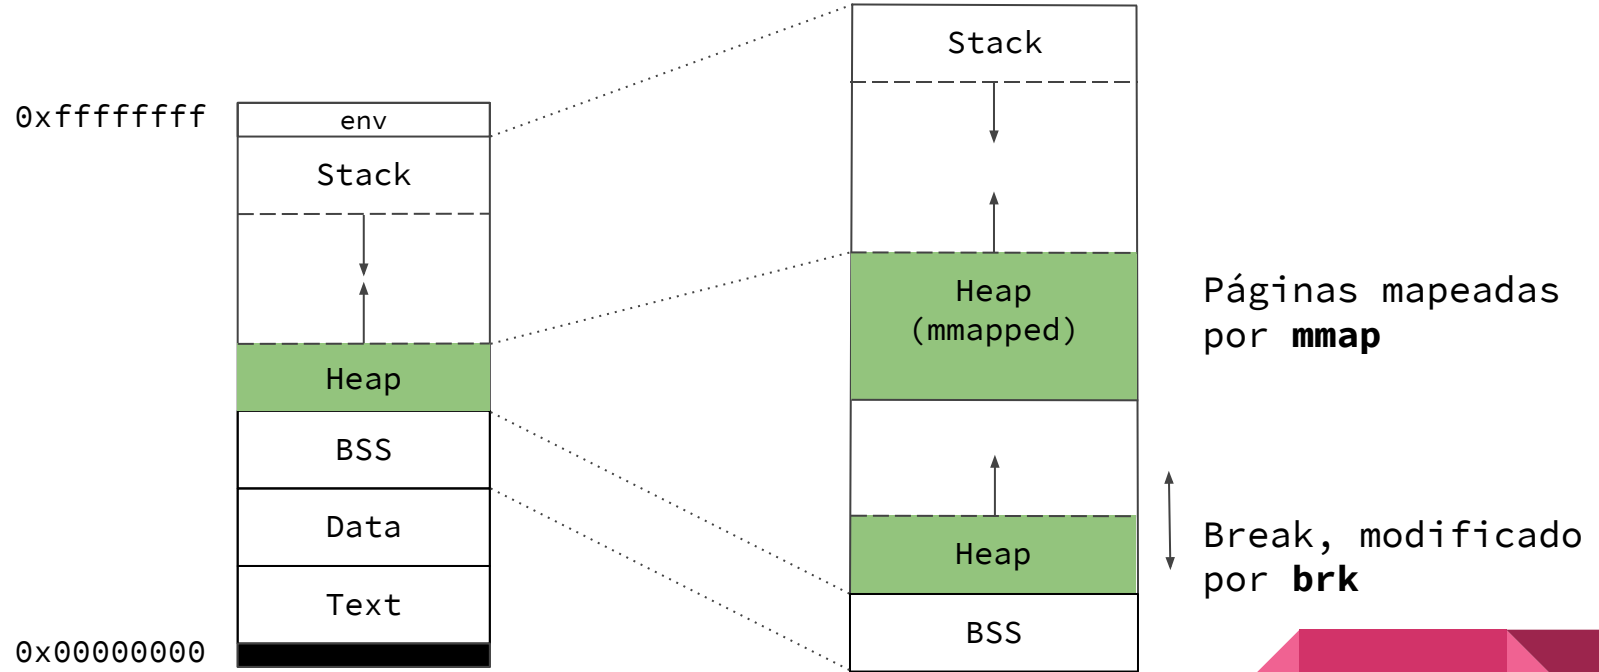 0xffffffff
env
Stack
Heap
BSS
Data
Text
0x00000000
Stack
Heap
(mmapped)
Heap
BSS
Páginas mapeadas
por mmap
Break, modificado
por brk